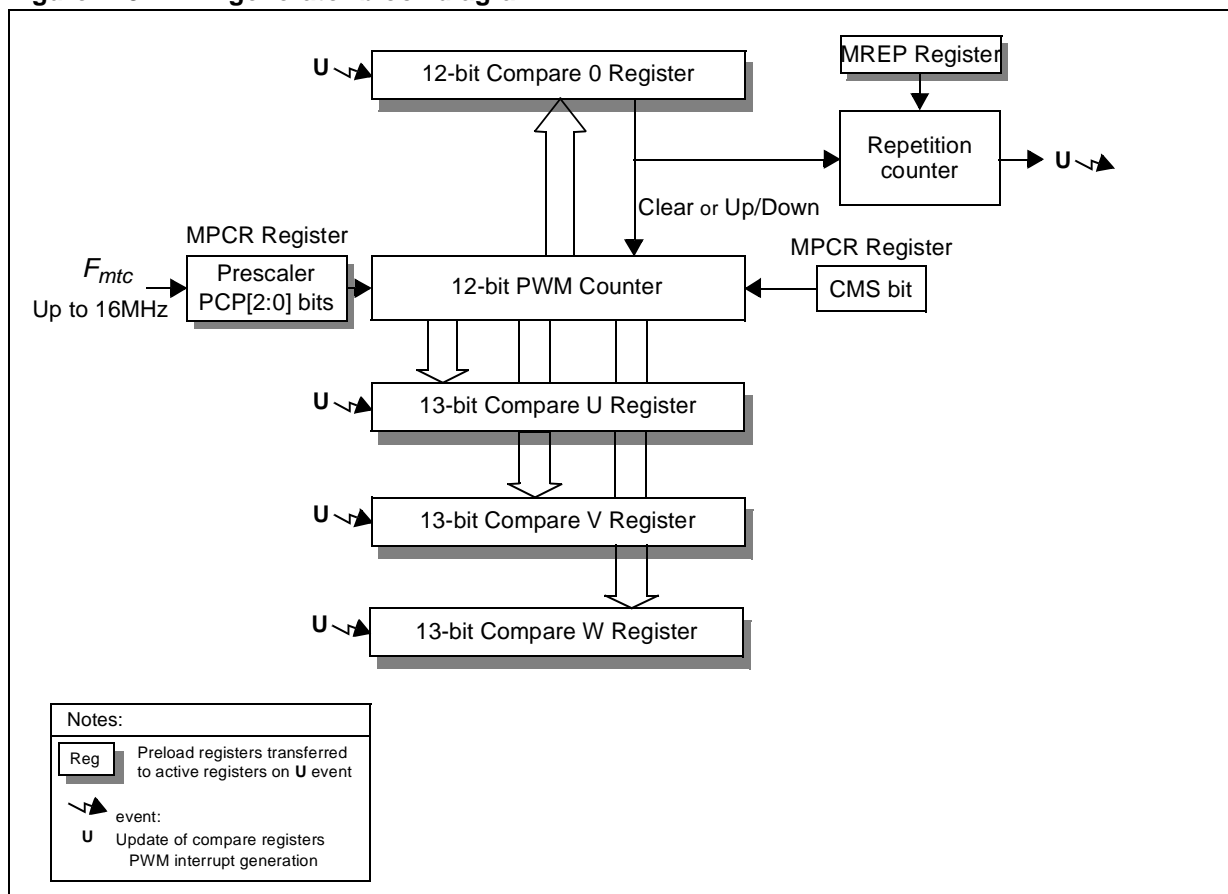 U
12-bit Compare 0 Register
MREP Register
Repetition
counter
U
Clear or Up/Down
MPCR Register
Fmtc
Up to 16MHz
Prescaler
PCP[2:0] bits
12-bit PWM Counter
MPCR Register
CMS bit
U
13-bit Compare U Register
U
13-bit Compare V Register
U
13-bit Compare W Register
Notes:
Reg
Preload registers transferred
to active registers on U event
event:
U Update of compare registers
PWM interrupt generation